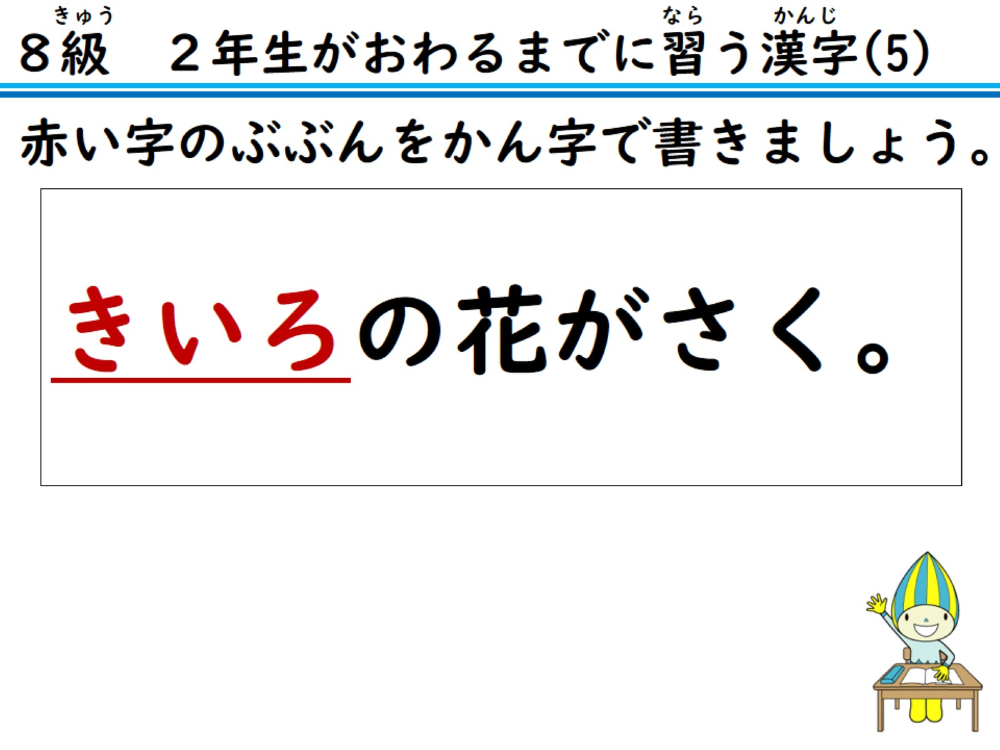 きゅう なら かんじ
８級　２年生がおわるまでに習う漢字(5)
赤い字のぶぶんをかん字で書きましょう。
きいろの花がさく。